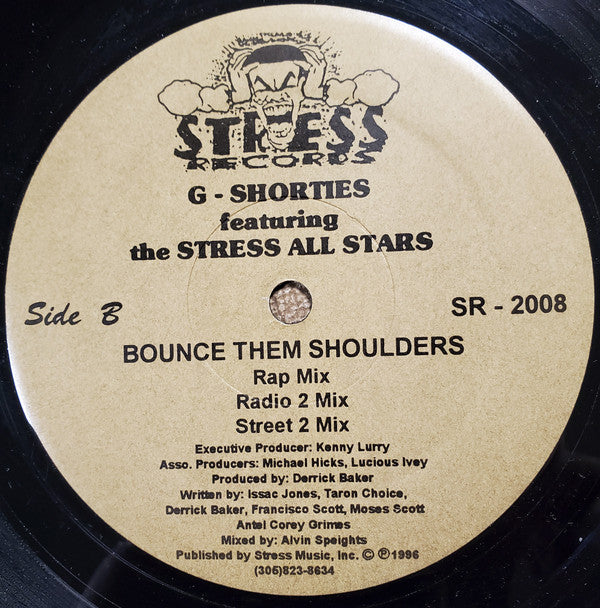 STRESS
RECORDS
G - SHORTIES
featuring
the STRESS ALL STARS
Side B
SR - 2008
BOUNCE THEM SHOULDERS
Rap Mix
Radio 2 Mix
Street 2 Mix
Executive Producer: Kenny Lurry
Asso. Producers: Michael Hicks, Lucious Ivey
Produced by: Derrick Baker
Written by: Issac Jones, Taron Choice,
Derrick Baker, Francisco Scott, Moses Scott
Antel Corey Grimes
Mixed by: Alvin Speights
Published by Stress Music, Inc. © ℗ 1996
(305)823-8634